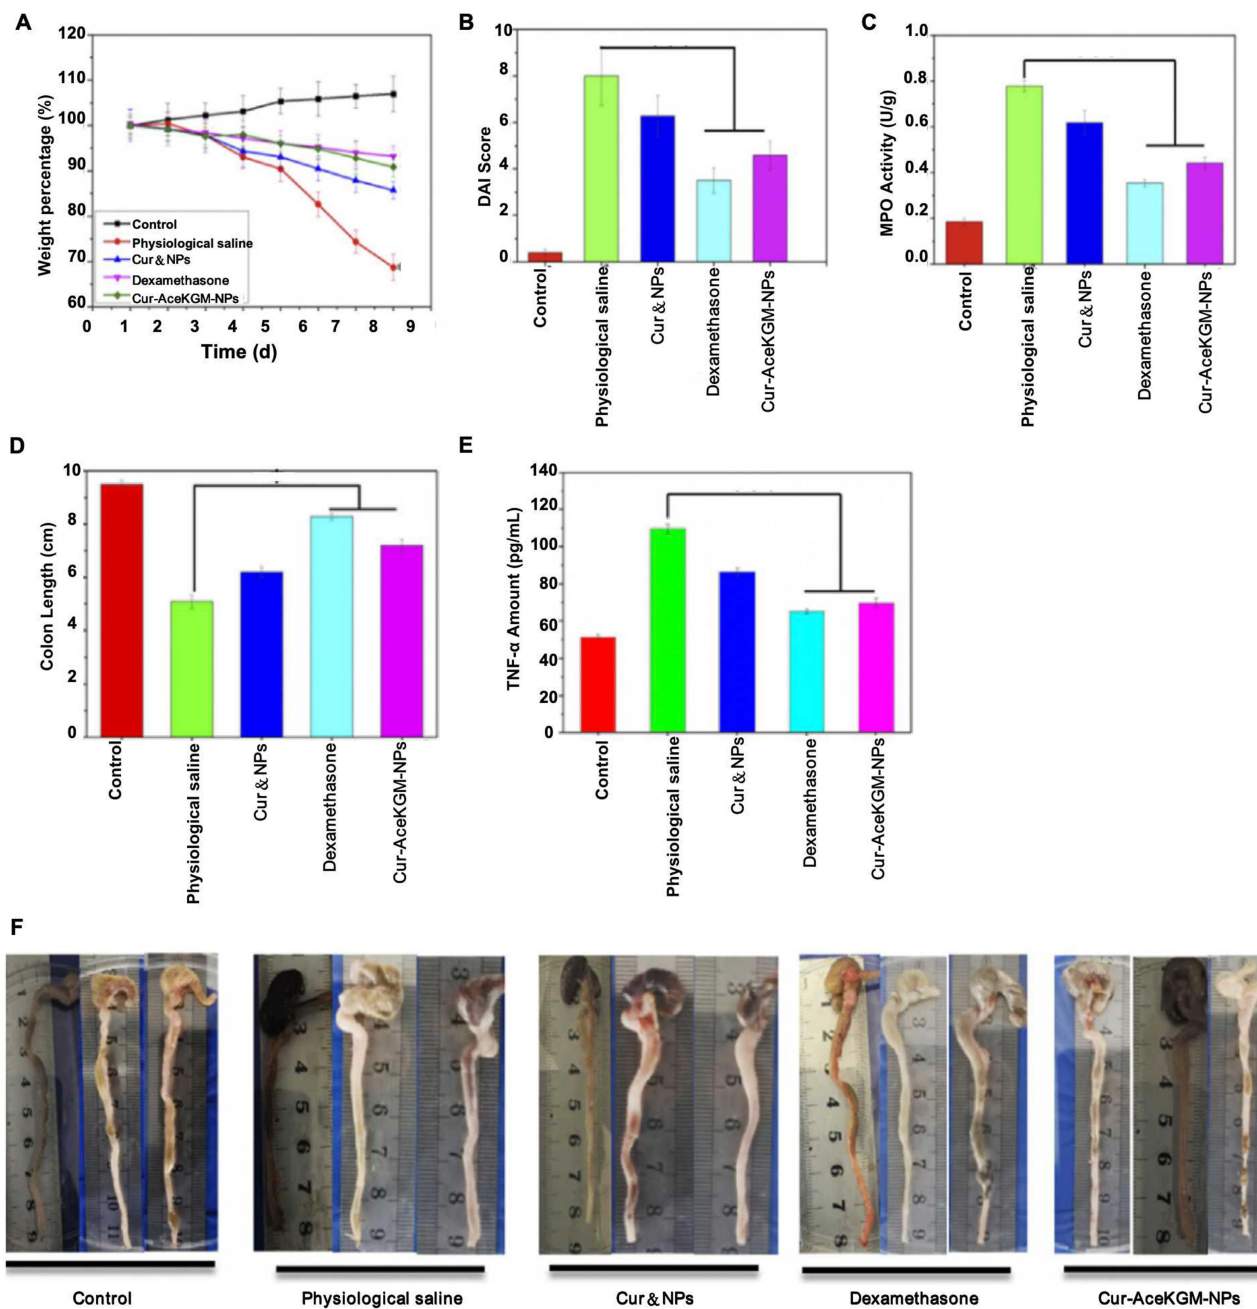 A
120
110
100
90
80
70
60
Weight percentage (%)
Control
Physiological saline
Cur & NPs
Dexamethasone
Cur-AceKGM-NPs
0 1 2 3 4 5 6 7 8 9
Time (d)
B
10
8
6
4
2
0
DAI Score
Control
Physiological saline
Cur & NPs
Dexamethasone
Cur-AceKGM-NPs
C
1.0
0.8
0.6
0.4
0.2
0.0
MPO Activity (U/g)
Control
Physiological saline
Cur & NPs
Dexamethasone
Cur-AceKGM-NPs
D
10
8
6
4
2
0
Colon Length (cm)
Control
Physiological saline
Cur & NPs
Dexamethasone
Cur-AceKGM-NPs
E
140
120
100
80
60
40
20
0
TNF-α Amount (pg/mL)
Control
Physiological saline
Cur & NPs
Dexamethasone
Cur-AceKGM-NPs
F
Control
Physiological saline
Cur & NPs
Dexamethasone
Cur-AceKGM-NPs